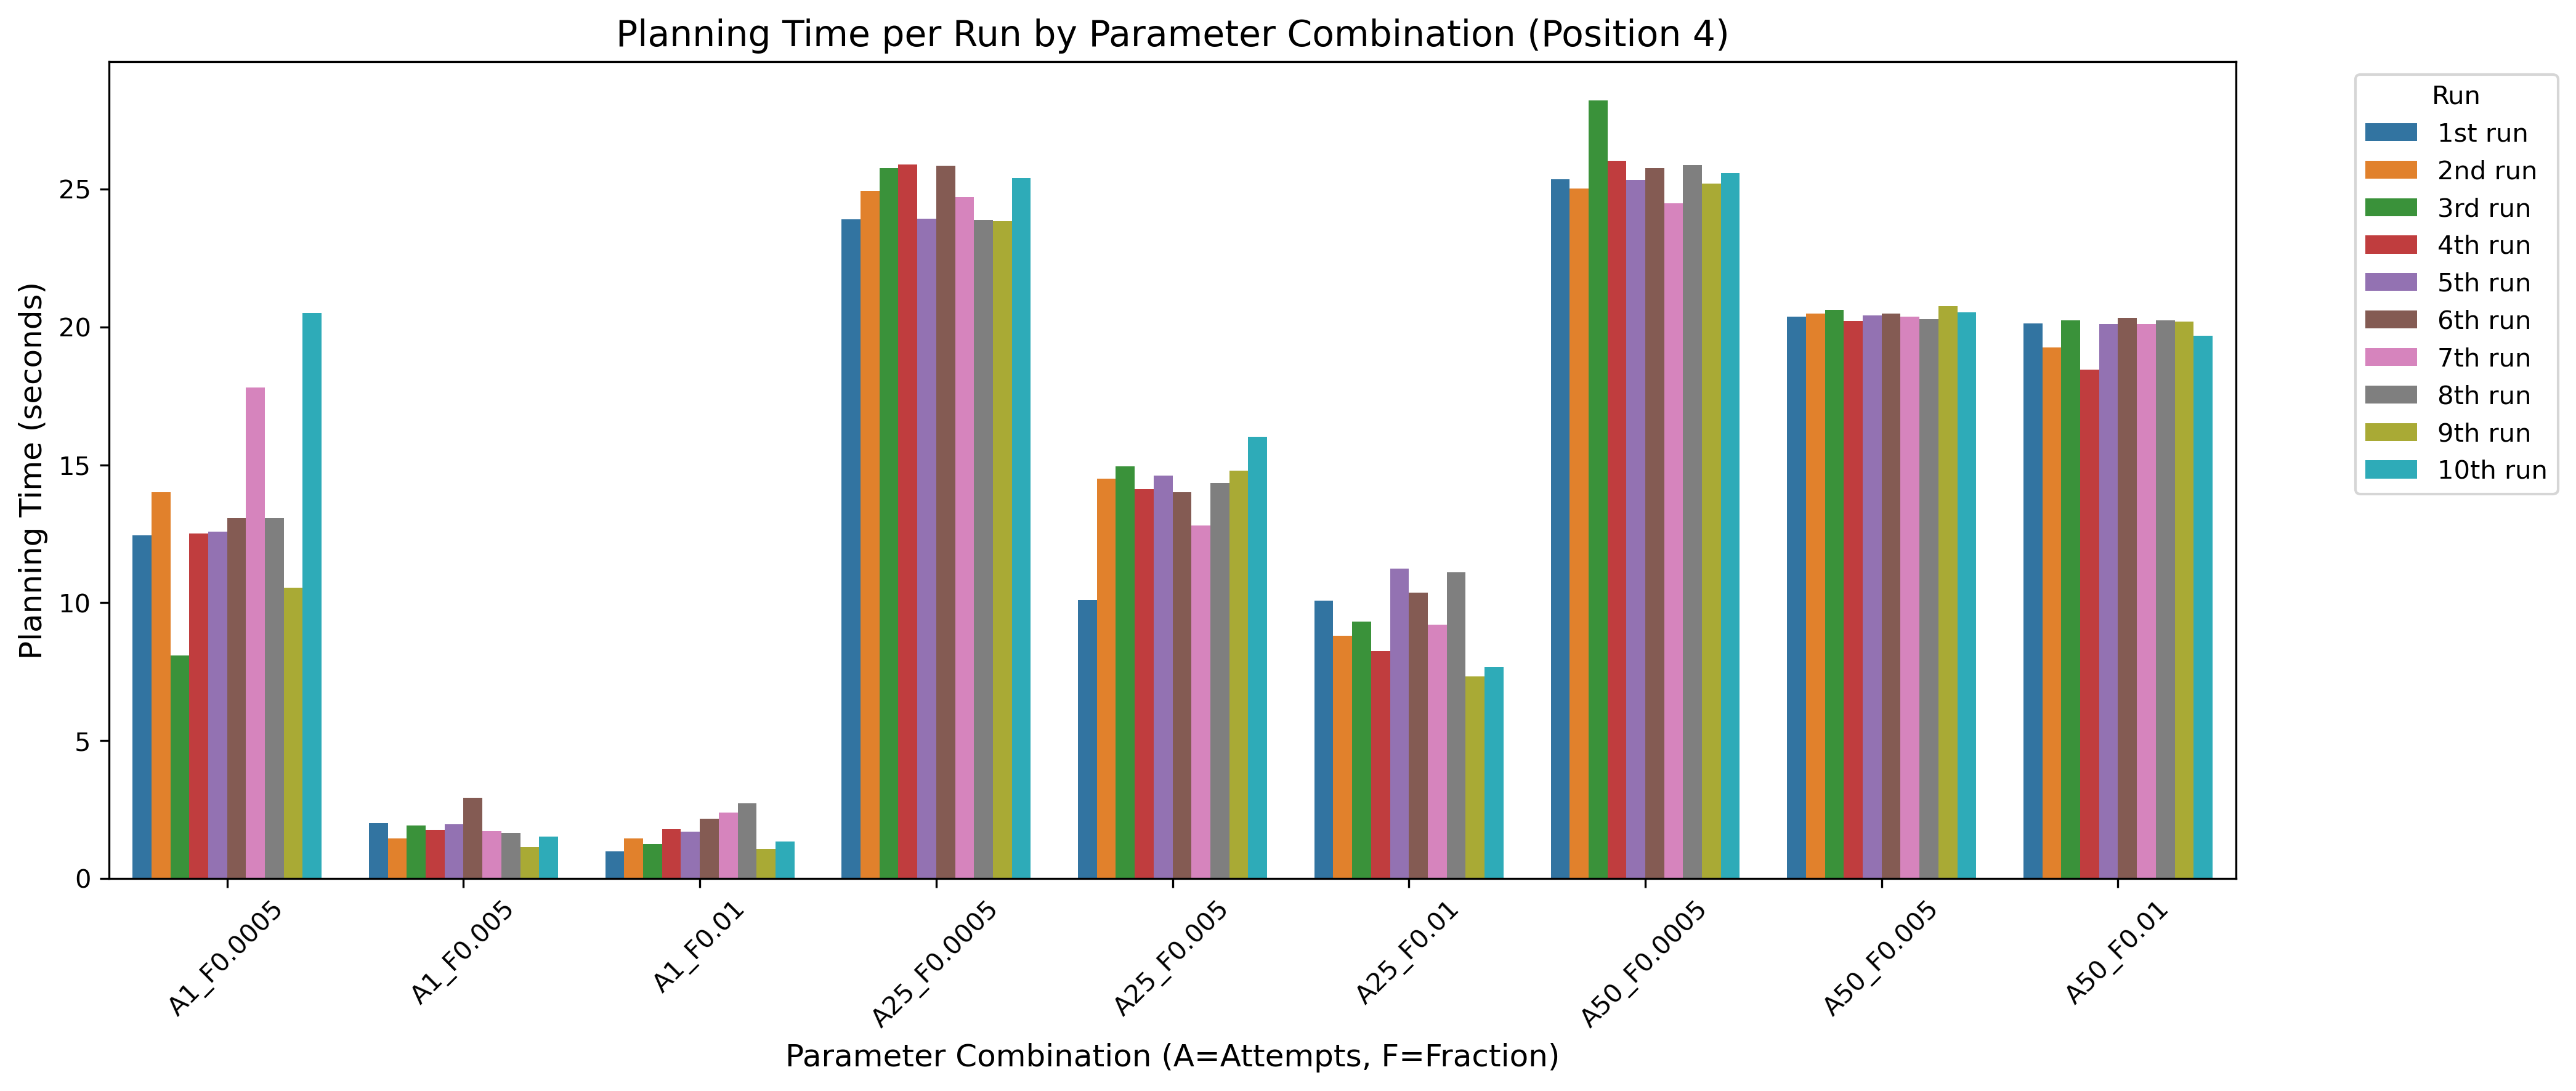 Planning Time per Run by Parameter Combination (Position 4)
Planning Time (seconds)
25
20
15
10
5
0
A1_F0.0005
A1_F0.005
A1_F0.01
A25_F0.0005
A25_F0.005
A25_F0.01
A50_F0.0005
A50_F0.005
A50_F0.01
Parameter Combination (A=Attempts, F=Fraction)
Run
1st run
2nd run
3rd run
4th run
5th run
6th run
7th run
8th run
9th run
10th run